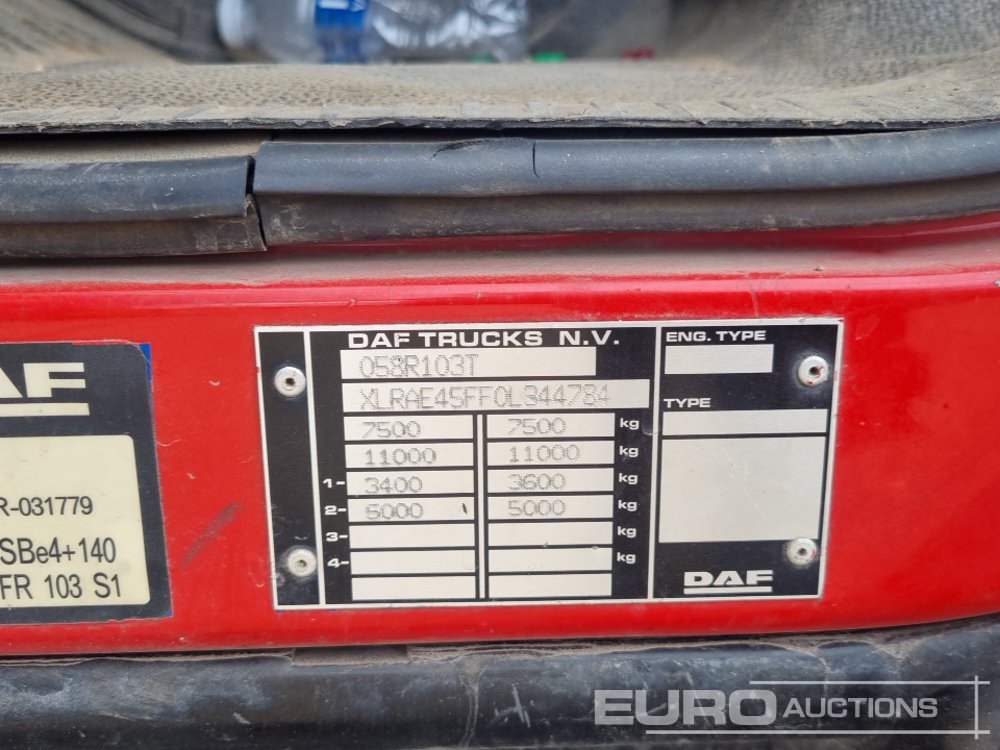 AF
R-031779
SBe4+140
FR 103 S1
DAF TRUCKS N.V.
058R103T
XLRAE45FF0L344784
7500 7500 kg
11000 11000 kg
1- 3400 3600 kg
2- 5000 5000 kg
3- kg
4- kg
ENG. TYPE
TYPE
DAF
EURO AUCTIONS